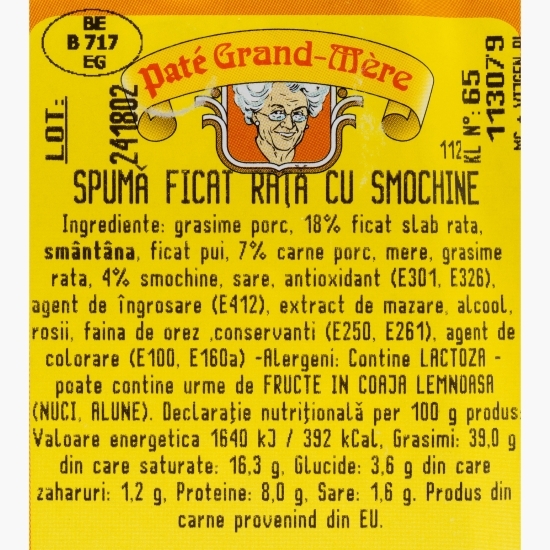 BE
B 717
EG
Paté Grand-Mère
LOT:
241802
112
KL N°: 65
113079
SPUMĂ FICAT RAȚĂ CU SMOCHINE
Ingrediente: grasime porc, 18% ficat slab rata,
smântâna, ficat pui, 7% carne porc, mere, grasime
rata, 4% smochine, sare, antioxidant (E301, E326),
agent de îngrosare (E412), extract de mazare, alcool,
rosii, faina de orez ,conservanti (E250, E261), agent de
colorare (E100, E160a) -Alergeni: Contine LACTOZA -
poate contine urme de FRUCTE IN COAJA LEMNOASA
(NUCI, ALUNE). Declarație nutrițională per 100 g produs:
Valoare energetica 1640 kJ / 392 kCal, Grasimi: 39,0 g
din care saturate: 16,3 g, Glucide: 3,6 g din care
zaharuri: 1,2 g, Proteine: 8,0 g, Sare: 1,6 g. Produs din
carne provenind din EU.